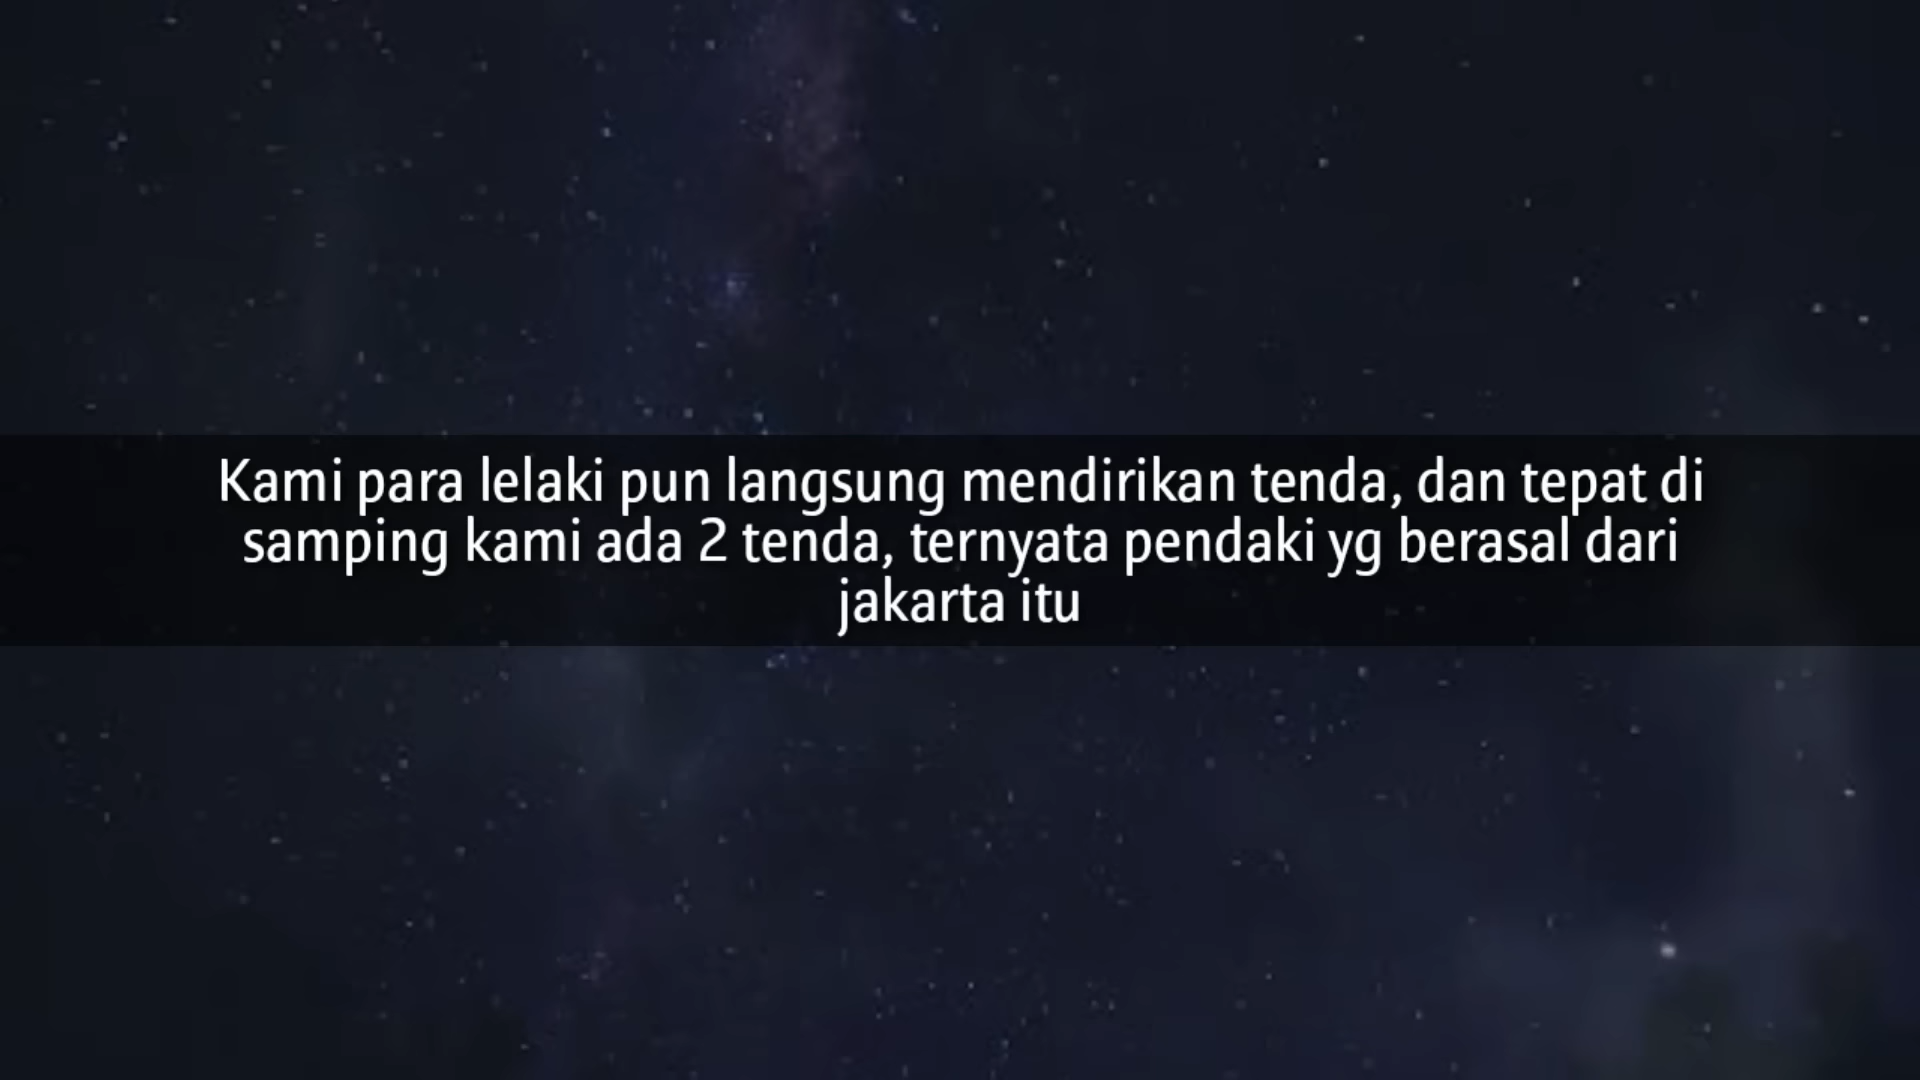 Kami para lelaki pun langsung mendirikan tenda, dan tepat di
samping kami ada 2 tenda, ternyata pendaki yg berasal dari
jakarta itu